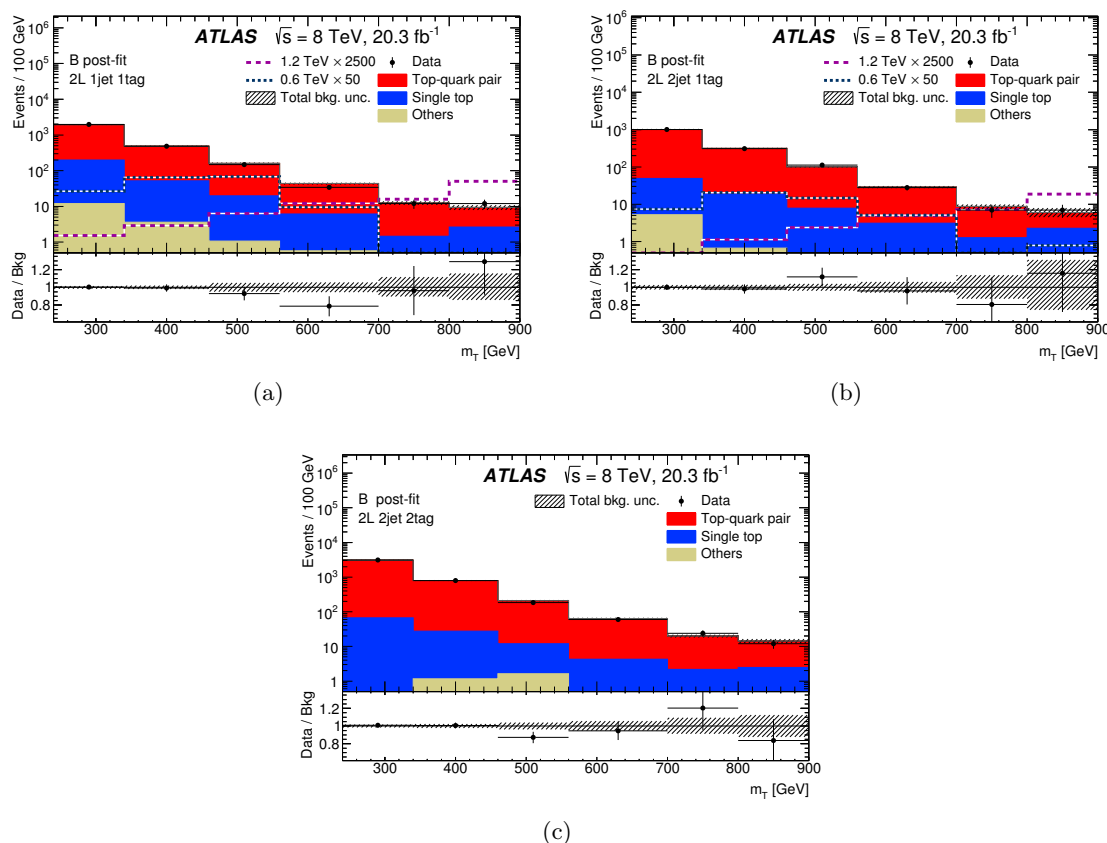 ATLAS √s = 8 TeV, 20.3 fb⁻¹
B post-fit
2L 1jet 1tag
1.2 TeV × 2500
0.6 TeV × 50
Total bkg. unc.
Data
Top-quark pair
Single top
Others
Events / 100 GeV
10⁶
10⁵
10⁴
10³
10²
10
1
Data / Bkg
1.2
1
0.8
300 400 500 600 700 800 900
m_T [GeV]
(a)
ATLAS √s = 8 TeV, 20.3 fb⁻¹
B post-fit
2L 2jet 1tag
1.2 TeV × 2500
0.6 TeV × 50
Total bkg. unc.
Data
Top-quark pair
Single top
Others
Events / 100 GeV
10⁶
10⁵
10⁴
10³
10²
10
1
Data / Bkg
1.2
1
0.8
300 400 500 600 700 800 900
m_T [GeV]
(b)
ATLAS √s = 8 TeV, 20.3 fb⁻¹
B post-fit
2L 2jet 2tag
Total bkg. unc.
Data
Top-quark pair
Single top
Others
Events / 100 GeV
10⁶
10⁵
10⁴
10³
10²
10
1
Data / Bkg
1.2
1
0.8
300 400 500 600 700 800 900
m_T [GeV]
(c)